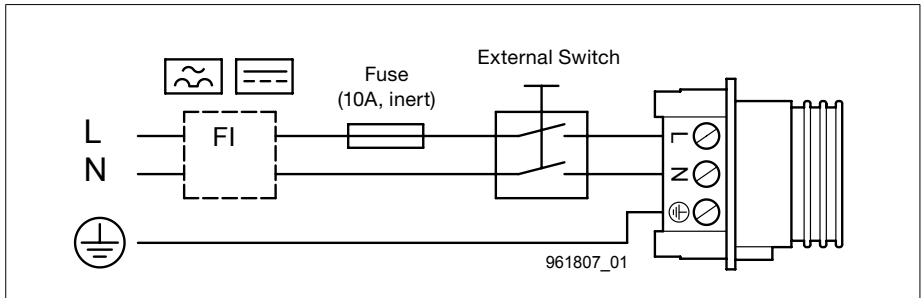 External Switch
Fuse
(10A, inert)
L
FI
L
N
N
961807_01